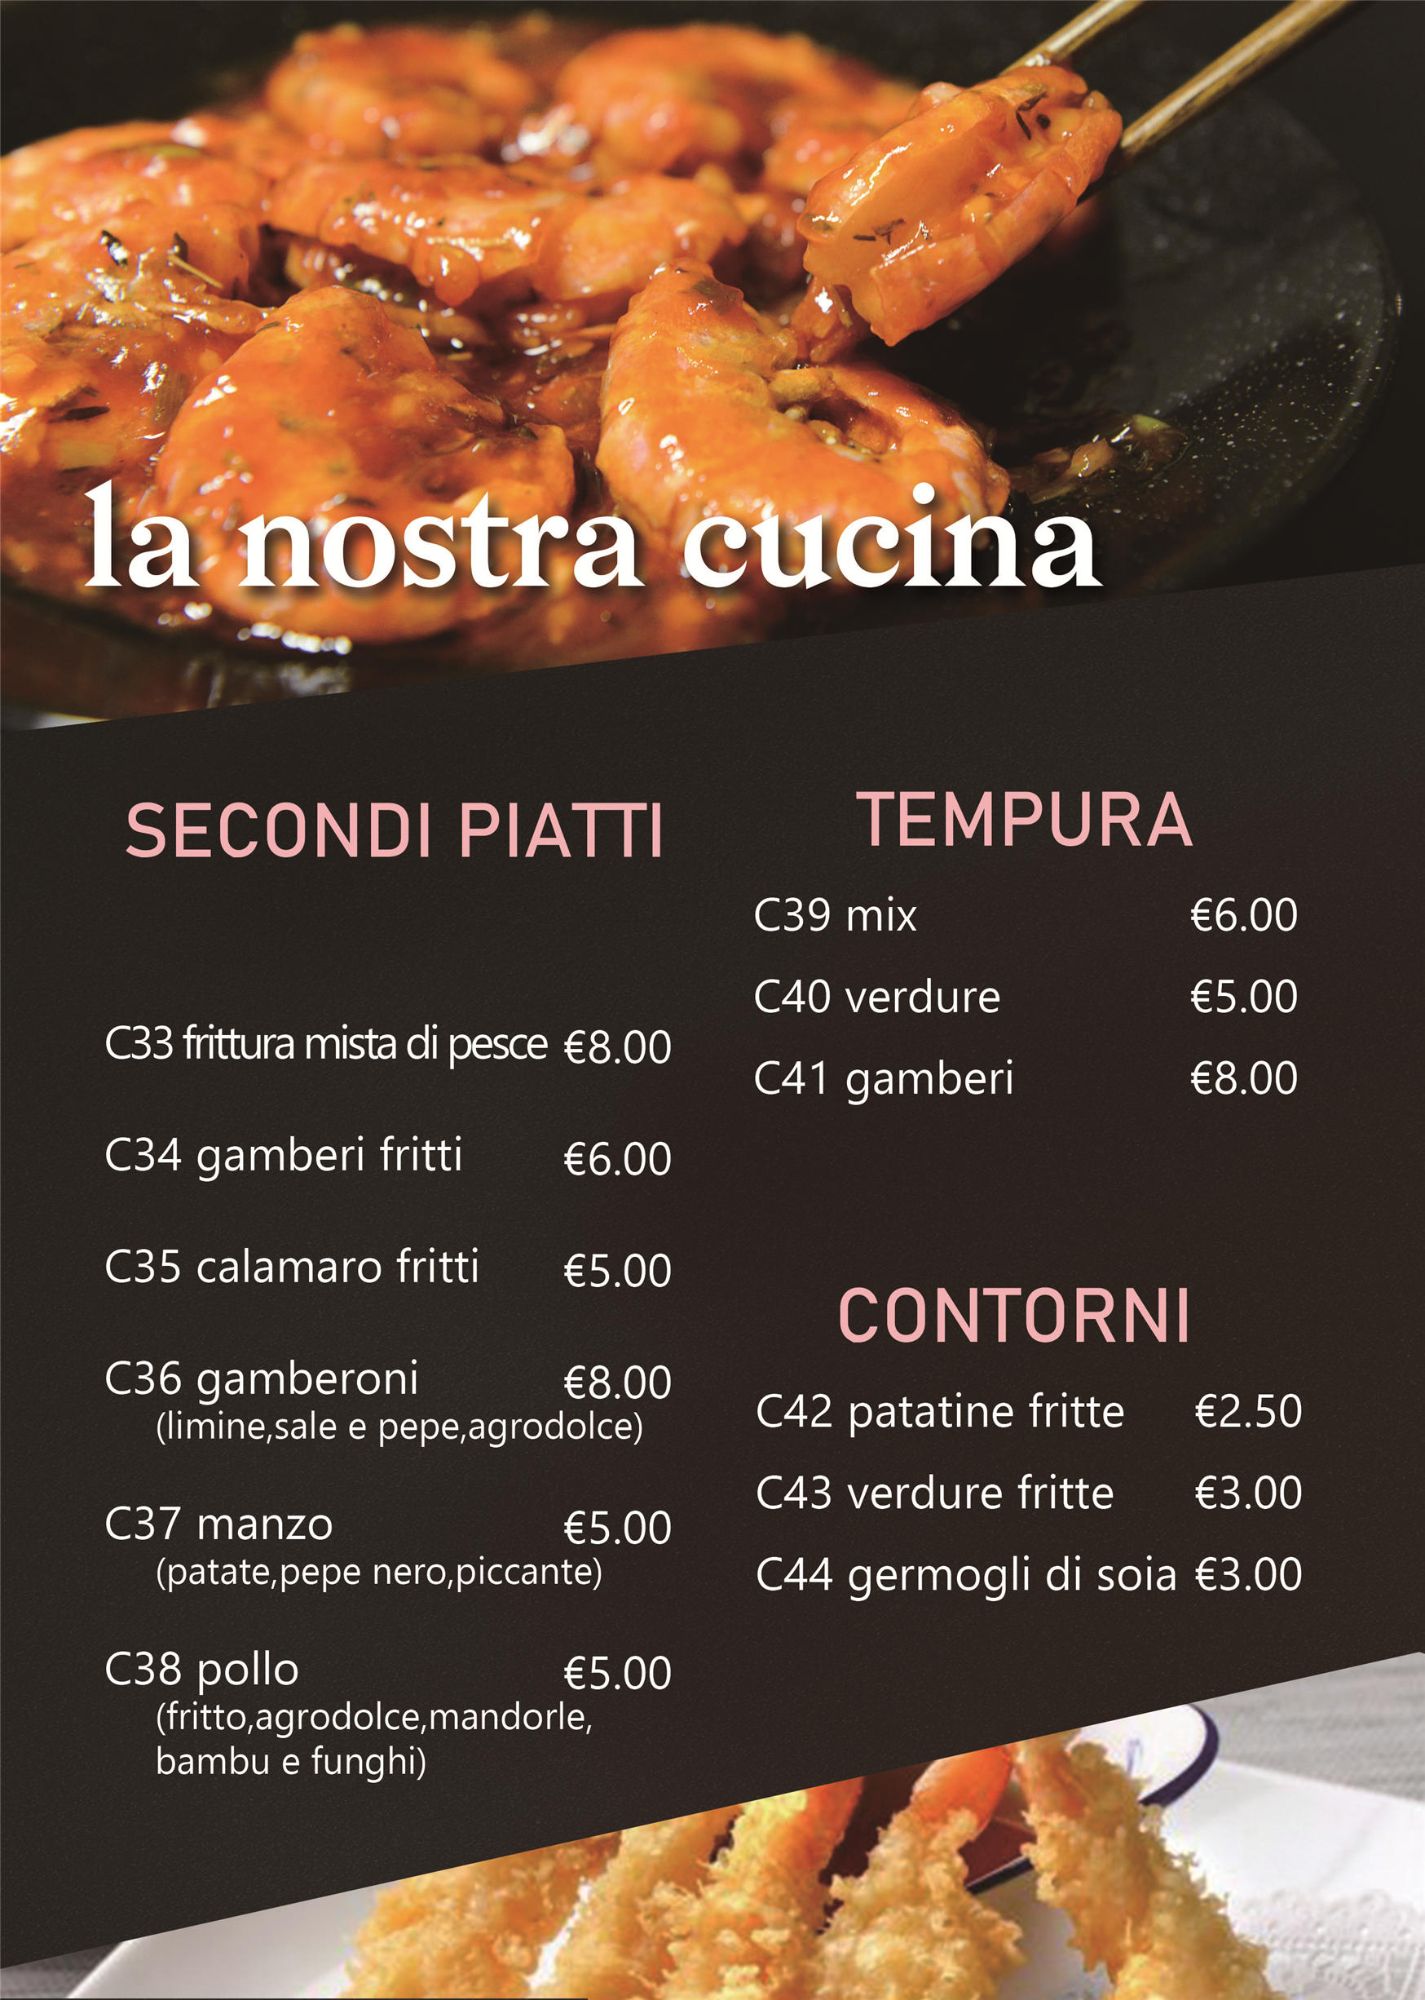 la nostra cucina
SECONDI PIATTI
C33 frittura mista di pesce €8.00
C34 gamberi fritti €6.00
C35 calamaro fritti €5.00
C36 gamberoni €8.00
(limine,sale e pepe,agrodolce)
C37 manzo €5.00
(patate,pepe nero,piccante)
C38 pollo €5.00
(fritto,agrodolce,mandorle,
bambu e funghi)
TEMPURA
C39 mix €6.00
C40 verdure €5.00
C41 gamberi €8.00
CONTORNI
C42 patatine fritte €2.50
C43 verdure fritte €3.00
C44 germogli di soia €3.00